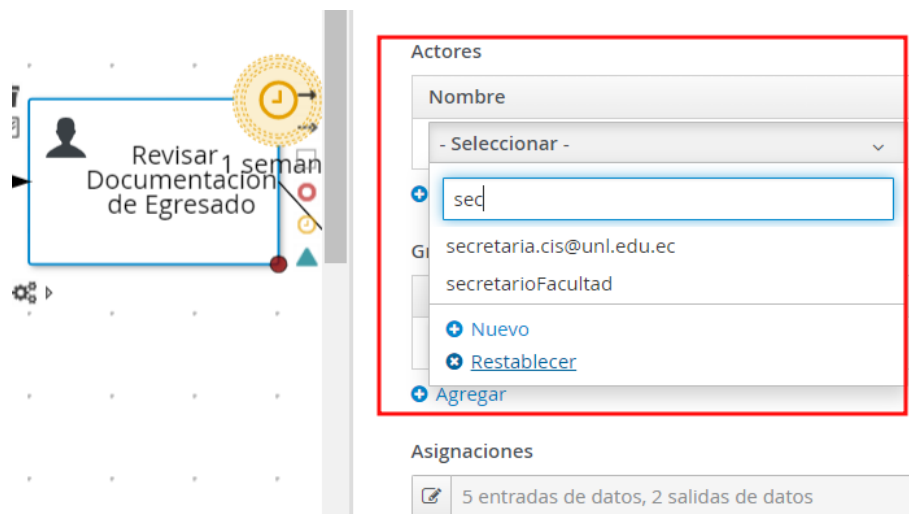 Revisar
1 seman
Documentación
de Egresado
Actores
Nombre
- Seleccionar -
sec
secretaria.cis@unl.edu.ec
secretarioFacultad
Nuevo
Restablecer
Agregar
Asignaciones
5 entradas de datos, 2 salidas de datos